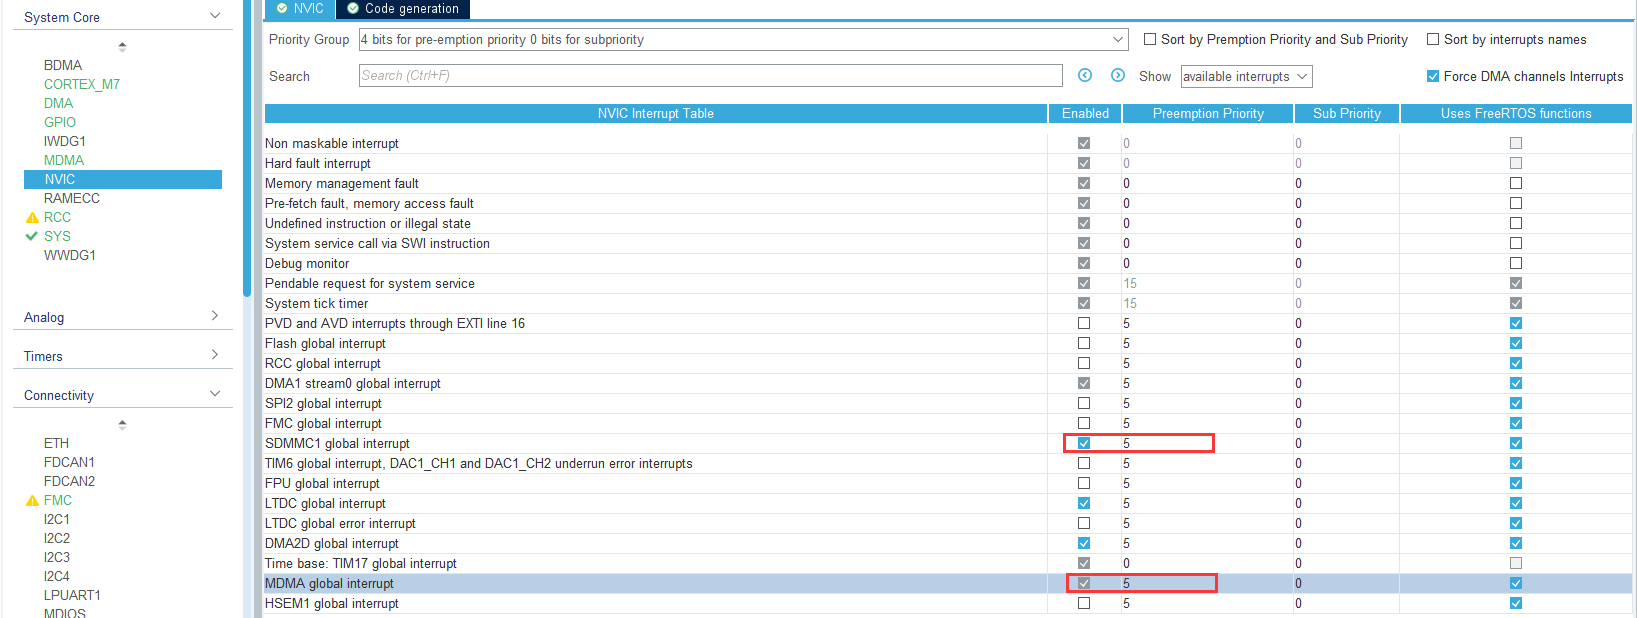 System Core
BDMA
CORTEX_M7
DMA
GPIO
IWDG1
MDMA
NVIC
RAMECC
RCC
SYS
WWDG1
Analog
Timers
Connectivity
ETH
FDCAN1
FDCAN2
FMC
I2C1
I2C2
I2C3
I2C4
LPUART1
MDIOS
NVIC Code generation
Priority Group 4 bits for pre-emption priority 0 bits for subpriority Sort by Premption Priority and Sub Priority Sort by interrupts names
Search Search (Ctrl+F) Show available interrupts Force DMA channels Interrupts
NVIC Interrupt Table Enabled Preemption Priority Sub Priority Uses FreeRTOS functions
Non maskable interrupt 0 0
Hard fault interrupt 0 0
Memory management fault 0 0
Pre-fetch fault, memory access fault 0 0
Undefined instruction or illegal state 0 0
System service call via SWI instruction 0 0
Debug monitor 0 0
Pendable request for system service 15 0
System tick timer 15 0
PVD and AVD interrupts through EXTI line 16 5 0
Flash global interrupt 5 0
RCC global interrupt 5 0
DMA1 stream0 global interrupt 5 0
SPI2 global interrupt 5 0
FMC global interrupt 5 0
SDMMC1 global interrupt 5 0
TIM6 global interrupt, DAC1_CH1 and DAC1_CH2 underrun error interrupts 5 0
FPU global interrupt 5 0
LTDC global interrupt 5 0
LTDC global error interrupt 5 0
DMA2D global interrupt 5 0
Time base: TIM17 global interrupt 0 0
MDMA global interrupt 5 0
HSEM1 global interrupt 5 0